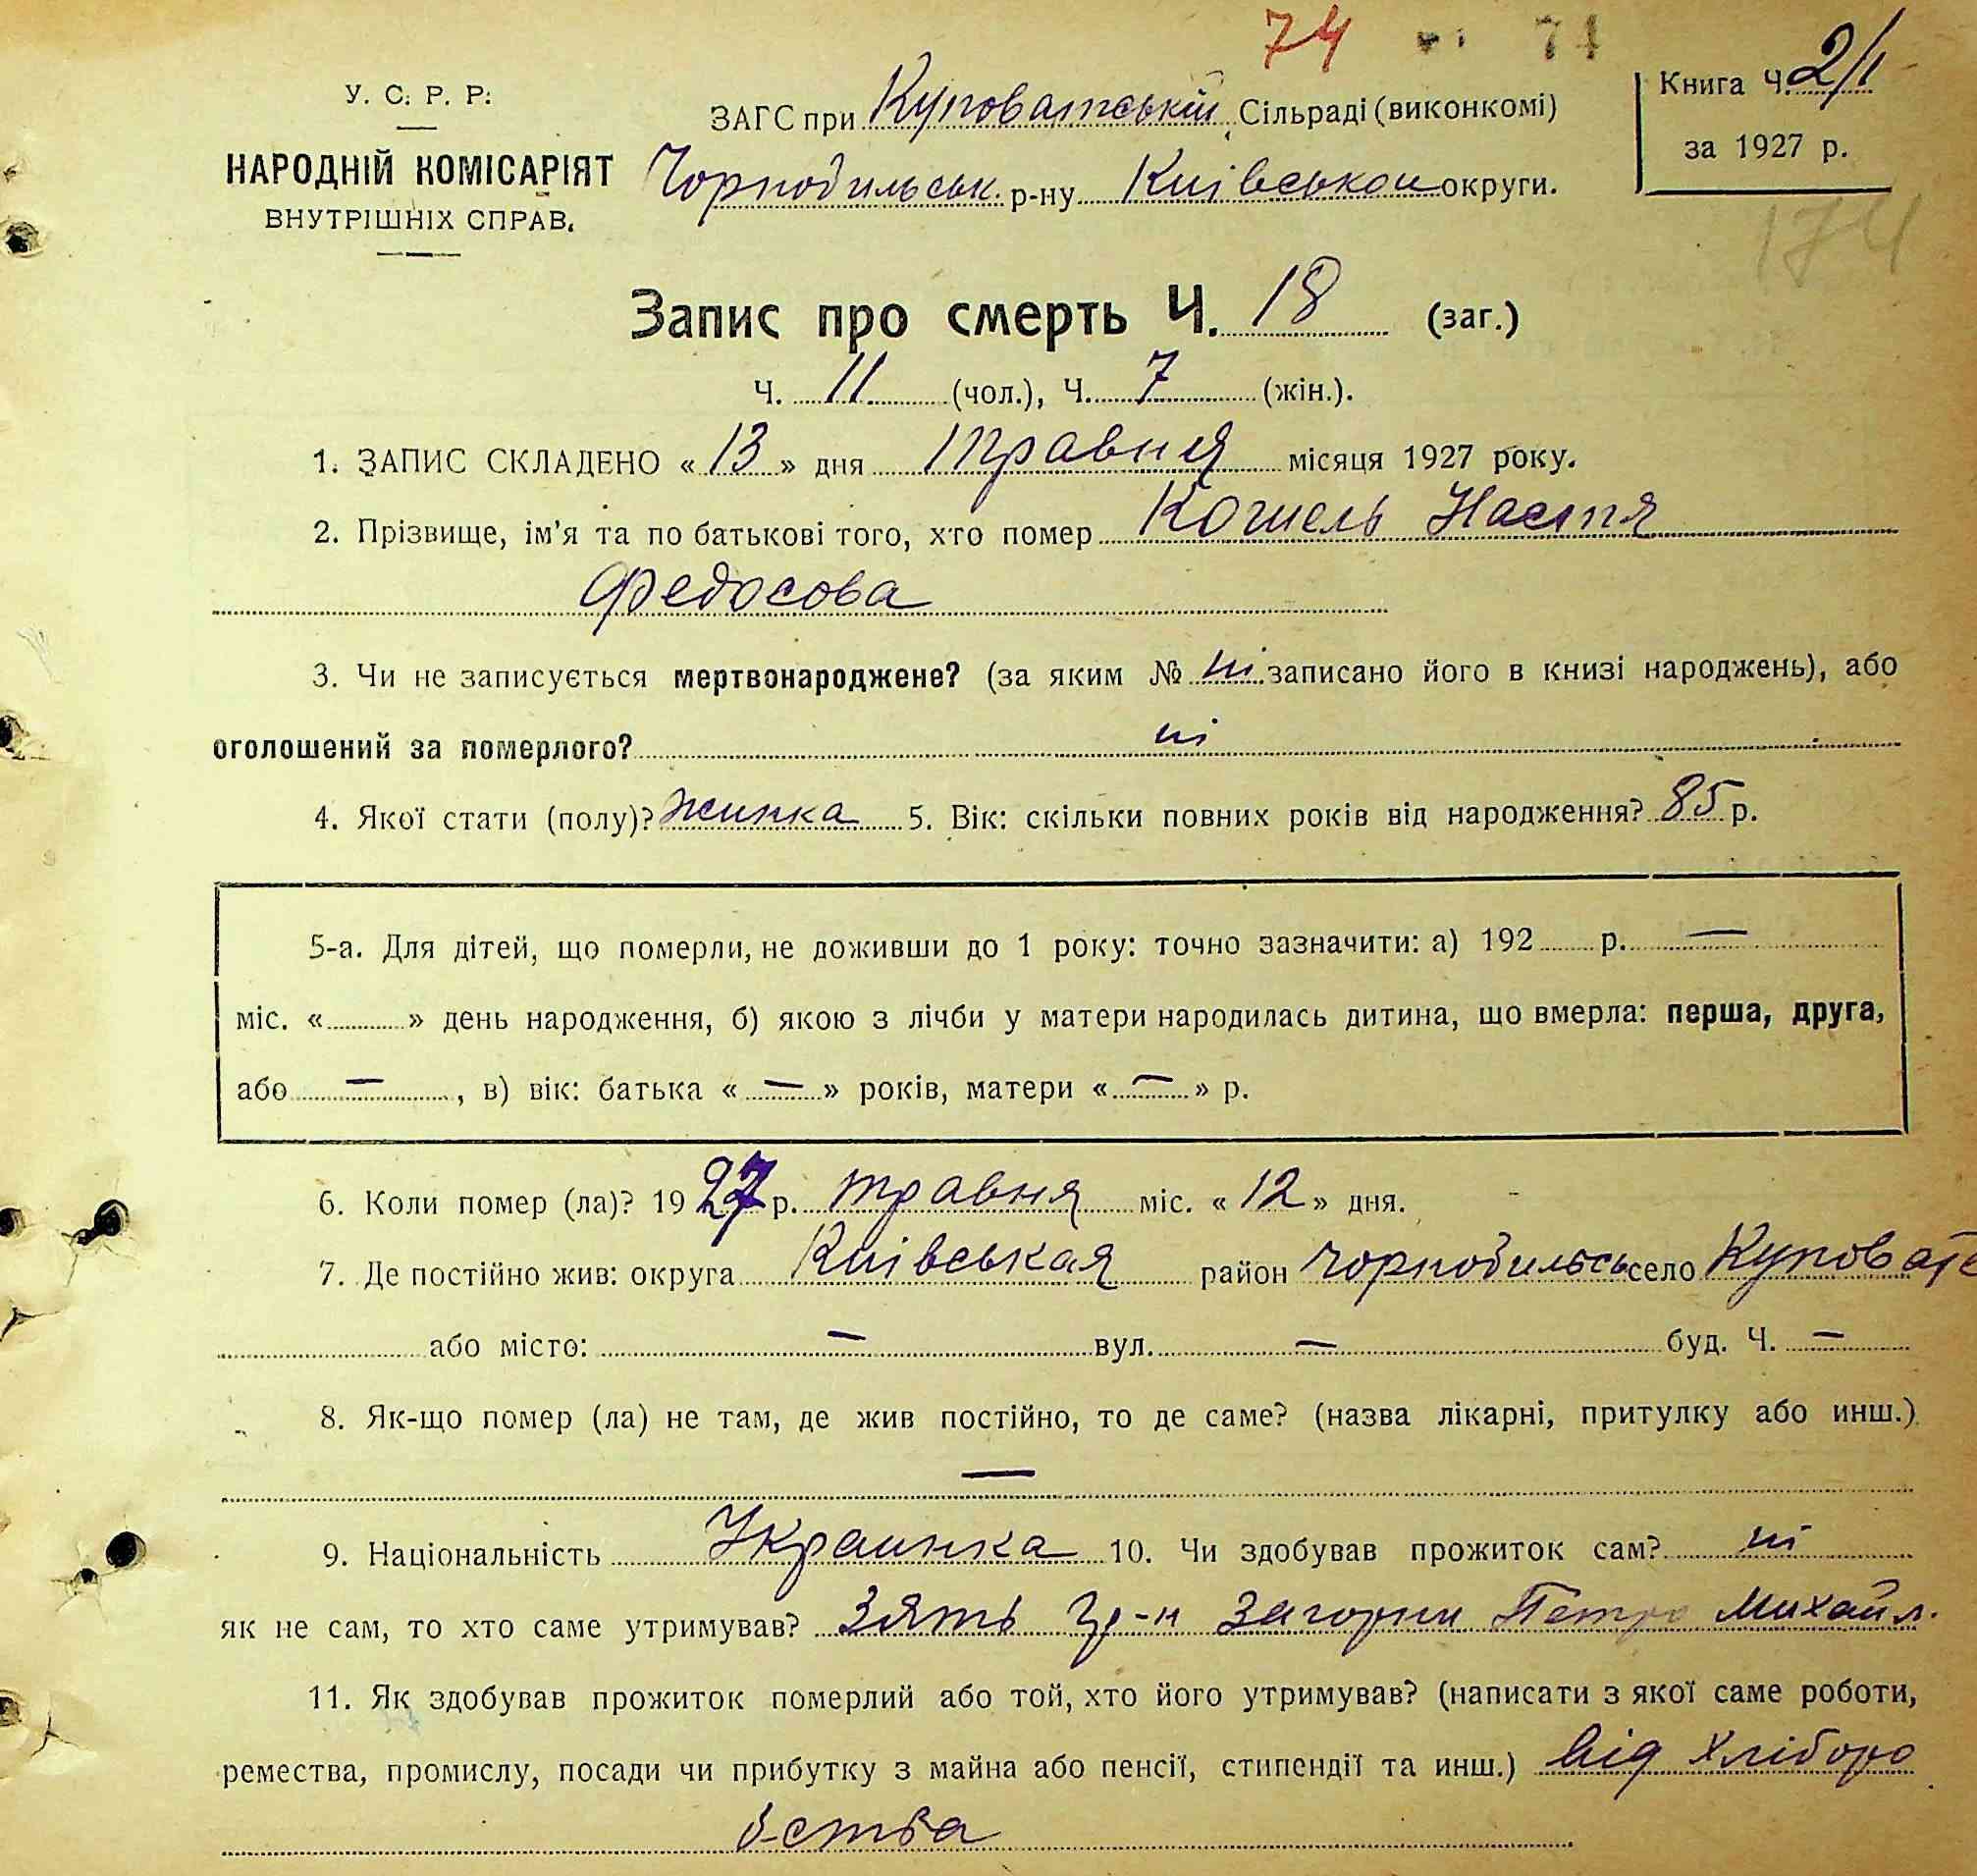 74 74
У. С. Р. Р.
НАРОДНІЙ КОМІСАРІЯТ
ВНУТРІШНІХ СПРАВ.
ЗАГС при Куповатській Сільраді (виконкомі)
Чорнобильськ. р-ну Київськои округи.
Книга Ч. 2/1
за 1927 р.
174
Запис про смерть Ч. 18 (заг.)
Ч. 11 (чол.), Ч. 7 (жін.).
1. ЗАПИС СКЛАДЕНО « 13 » дня травня місяця 1927 року.
2. Прізвище, ім’я та по батькові того, хто помер Кошель Настя
Федосова
3. Чи не записується мертвонароджене? (за яким № ні записано його в книзі народжень), або
оголошений за померлого? ні
4. Якої стати (полу)? жинка 5. Вік: скільки повних років від народження? 85 р.
5-а. Для дітей, що померли, не доживши до 1 року: точно зазначити: а) 192 р. —
міс. « » день народження, б) якою з лічби у матери народилась дитина, що вмерла: перша, друга,
або — , в) вік: батька « — » років, матери « — » р.
6. Коли помер (ла)? 1927 р. травня міс. « 12 » дня.
7. Де постійно жив: округа Київськая район Чорнобильсь село Куповате
або місто: — вул. — буд. Ч. —
8. Як-що помер (ла) не там, де жив постійно, то де саме? (назва лікарні, притулку або инш.)
—
9. Національність Украинка 10. Чи здобував прожиток сам? ні
як не сам, то хто саме утримував? Зять гр-н Загорни Петро Михайл.
11. Як здобував прожиток померлий або той, хто його утримував? (написати з якої саме роботи,
ремества, промислу, посади чи прибутку з майна або пенсії, стипендії та инш.) від хліборо
бства